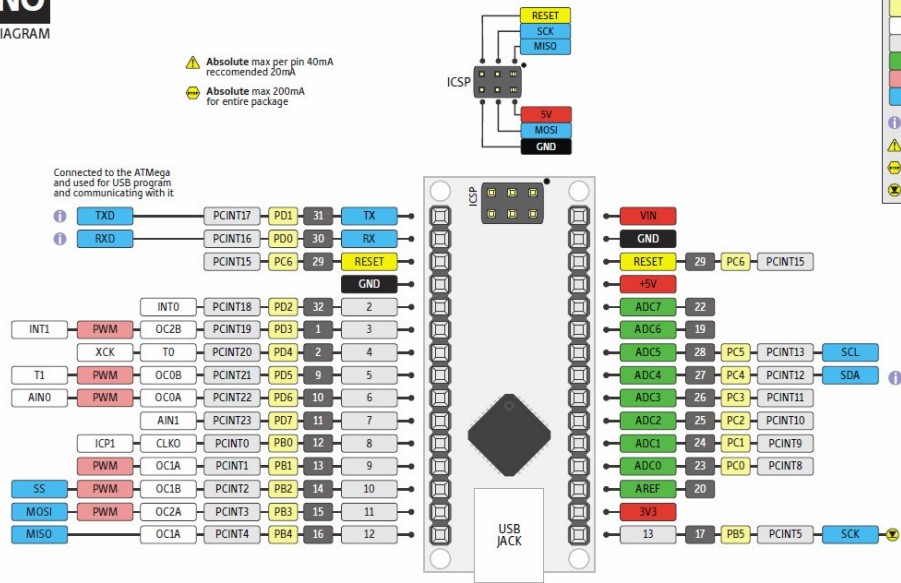 NO
IAGRAM
Absolute max per pin 40mA
reccomended 20mA
Absolute max 200mA
for entire package
RESET
SCK
MISO
ICSP
5V
MOSI
GND
Connected to the ATMega
and used for USB program
and communicating with it
ICSP
TXD PCINT17 PD1 31 TX
VIN
RXD PCINT16 PD0 30 RX
GND
PCINT15 PC6 29 RESET
RESET 29 PC6 PCINT15
GND
+5V
INT0 PCINT18 PD2 32 2
ADC7 22
INT1 PWM OC2B PCINT19 PD3 1 3
ADC6 19
XCK T0 PCINT20 PD4 2 4
ADC5 28 PC5 PCINT13 SCL
T1 PWM OC0B PCINT21 PD5 9 5
ADC4 27 PC4 PCINT12 SDA
AIN0 PWM OC0A PCINT22 PD6 10 6
ADC3 26 PC3 PCINT11
AIN1 PCINT23 PD7 11 7
ADC2 25 PC2 PCINT10
ICP1 CLKO PCINT0 PB0 12 8
ADC1 24 PC1 PCINT9
PWM OC1A PCINT1 PB1 13 9
ADC0 23 PC0 PCINT8
SS PWM OC1B PCINT2 PB2 14 10
AREF 20
MOSI PWM OC2A PCINT3 PB3 15 11
3V3
MISO OC1A PCINT4 PB4 16 12
13 17 PB5 PCINT5 SCK
USB
JACK